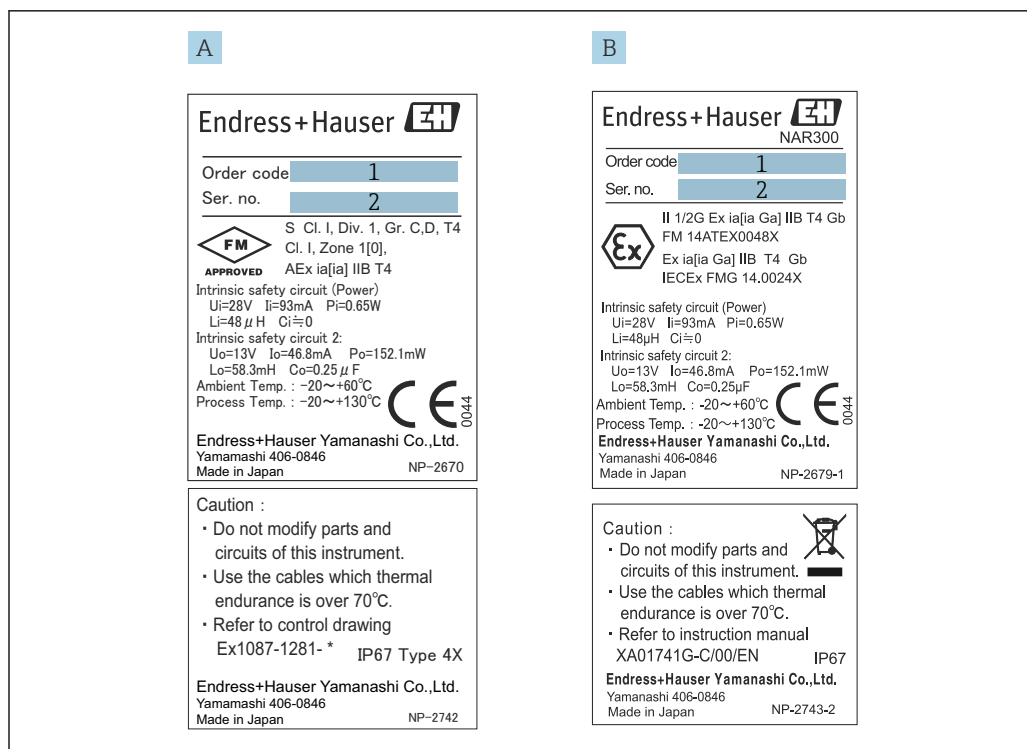 A
Endress+Hauser EH
Order code 1
Ser. no. 2
FM
APPROVED
S Cl. I, Div. 1, Gr. C,D, T4
Cl. I, Zone 1[0],
AEx ia[ia] IIB T4
Intrinsic safety circuit (Power)
Ui=28V Ii=93mA Pi=0.65W
Li=48μH Ci≒0
Intrinsic safety circuit 2:
Uo=13V Io=46.8mA Po=152.1mW
Lo=58.3mH Co=0.25μF
Ambient Temp. : -20～+60℃
Process Temp. : -20～+130℃
CE
0044
Endress+Hauser Yamanashi Co.,Ltd.
Yamamashi 406-0846
Made in Japan NP-2670
Caution :
・Do not modify parts and
circuits of this instrument.
・Use the cables which thermal
endurance is over 70℃.
・Refer to control drawing
Ex1087-1281- * IP67 Type 4X
Endress+Hauser Yamanashi Co.,Ltd.
Yamamashi 406-0846
Made in Japan NP-2742
B
Endress+Hauser EH
NAR300
Order code 1
Ser. no. 2
Ex
II 1/2G Ex ia[ia Ga] IIB T4 Gb
FM 14ATEX0048X
Ex ia[ia Ga] IIB T4 Gb
IECEx FMG 14.0024X
Intrinsic safety circuit (Power)
Ui=28V Ii=93mA Pi=0.65W
Li=48μH Ci≒0
Intrinsic safety circuit 2:
Uo=13V Io=46.8mA Po=152.1mW
Lo=58.3mH Co=0.25μF
Ambient Temp. : -20～+60℃
Process Temp. : -20～+130℃
CE
0044
Endress+Hauser Yamanashi Co.,Ltd.
Yamanashi 406-0846
Made in Japan NP-2679-1
Caution :
・Do not modify parts and
circuits of this instrument.
・Use the cables which thermal
endurance is over 70℃.
・Refer to instruction manual
XA01741G-C/00/EN IP67
Endress+Hauser Yamanashi Co.,Ltd.
Yamanashi 406-0846
Made in Japan NP-2743-2